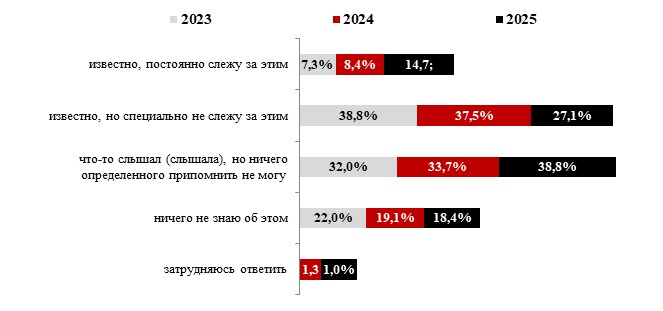 2023 2024 2025
известно, постоянно слежу за этим 7,3% 8,4% 14,7;
известно, но специально не слежу за этим 38,8% 37,5% 27,1%
что-то слышал (слышала), но ничего
определенного припомнить не могу 32,0% 33,7% 38,8%
ничего не знаю об этом 22,0% 19,1% 18,4%
затрудняюсь ответить 1,3 1,0%